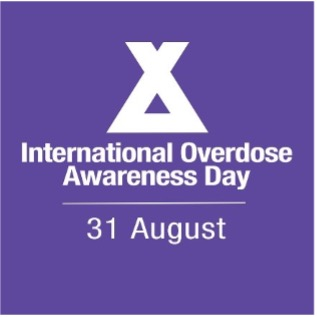 International Overdose
Awareness Day
31 August